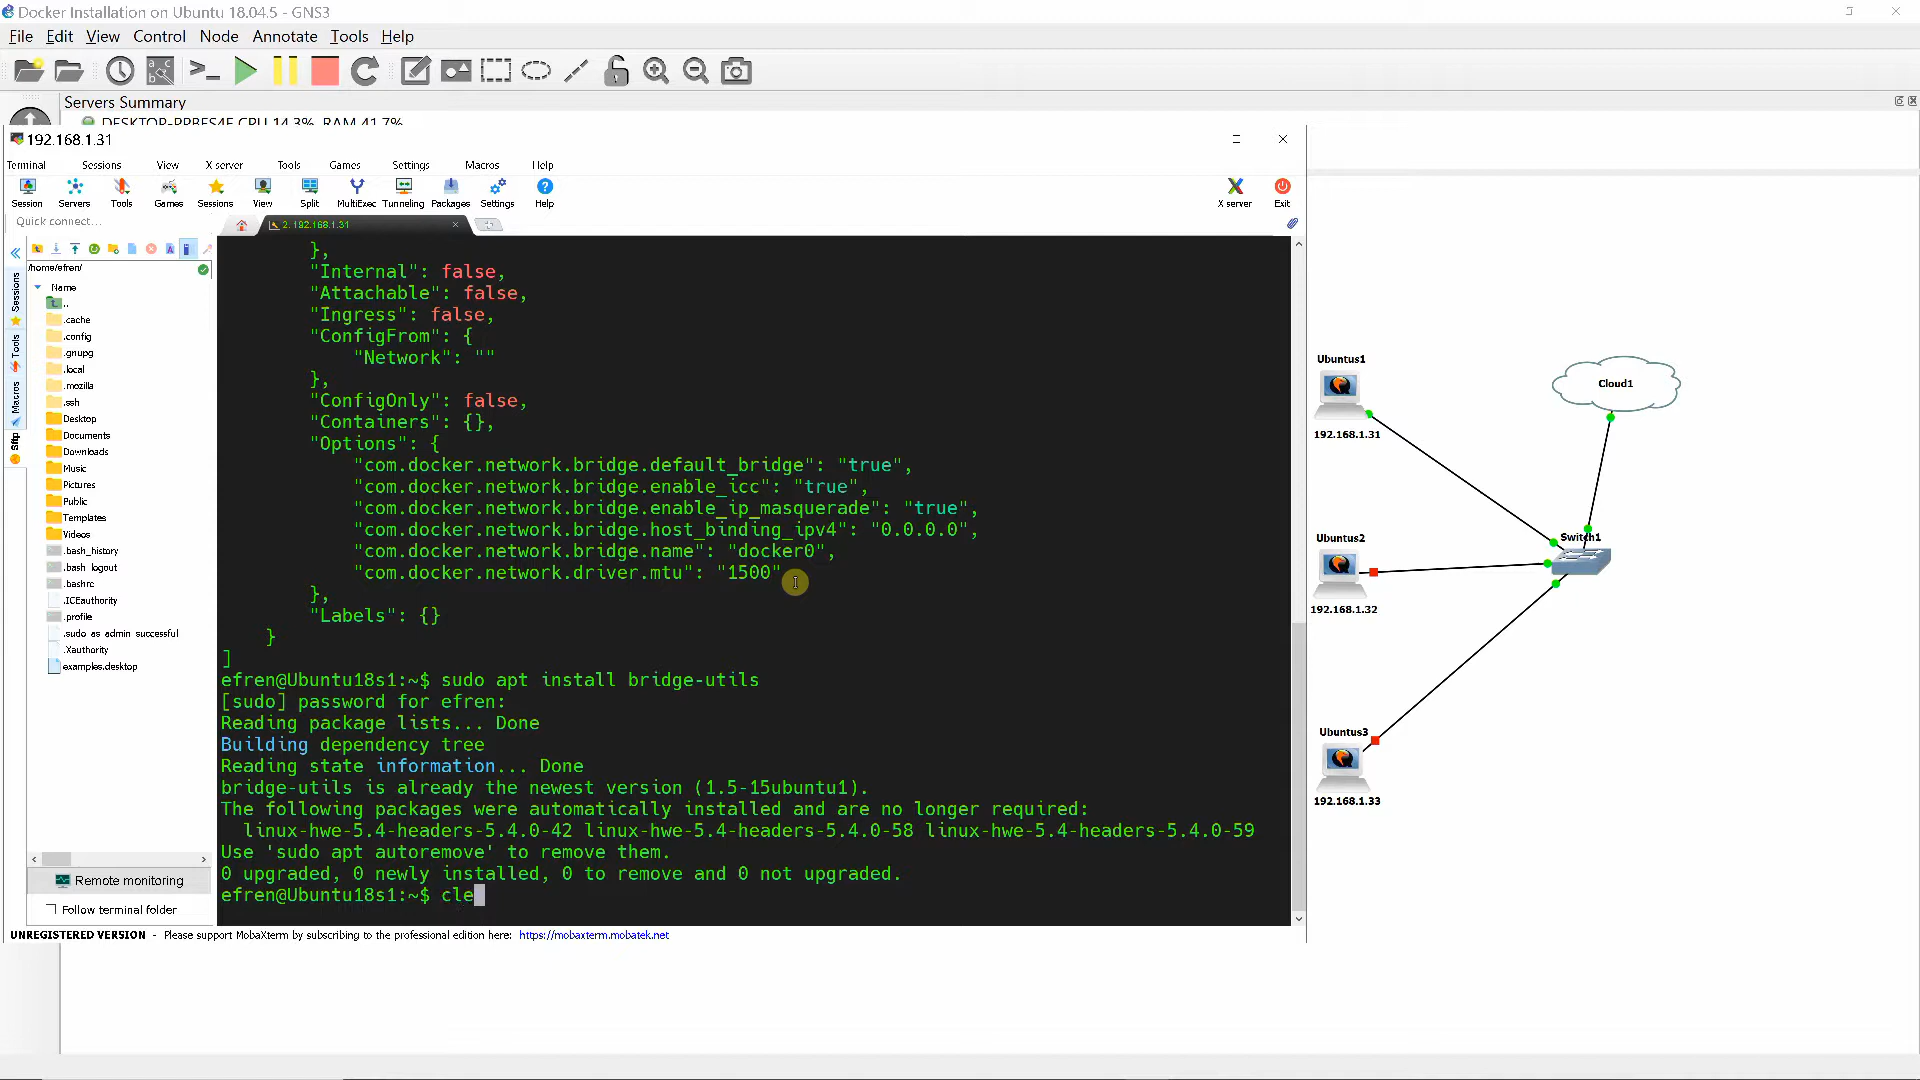 Docker Installation on Ubuntu 18.04.5 - GNS3
File Edit View Control Node Annotate Tools Help
Servers Summary
DESKTOP-PPBES4F CPU 14.3%, RAM 41.7%
192.168.1.31
Terminal Sessions View X server Tools Games Settings Macros Help
Session Servers Tools Games Sessions View Split MultiExec Tunneling Packages Settings Help X server Exit
Quick connect...
2. 192.168.1.31
/home/efren/
Name
..
.cache
.config
.gnupg
.local
.mozilla
.ssh
Desktop
Documents
Downloads
Music
Pictures
Public
Templates
Videos
.bash_history
.bash_logout
.bashrc
.ICEauthority
.profile
.sudo_as_admin_successful
.Xauthority
examples.desktop
Sessions
Tools
Macros
Sftp
Remote monitoring
Follow terminal folder
},
"Internal": false,
"Attachable": false,
"Ingress": false,
"ConfigFrom": {
"Network": ""
},
"ConfigOnly": false,
"Containers": {},
"Options": {
"com.docker.network.bridge.default_bridge": "true",
"com.docker.network.bridge.enable_icc": "true",
"com.docker.network.bridge.enable_ip_masquerade": "true",
"com.docker.network.bridge.host_binding_ipv4": "0.0.0.0",
"com.docker.network.bridge.name": "docker0",
"com.docker.network.driver.mtu": "1500"
},
"Labels": {}
}
]
efren@Ubuntu18s1:~$ sudo apt install bridge-utils
[sudo] password for efren:
Reading package lists... Done
Building dependency tree
Reading state information... Done
bridge-utils is already the newest version (1.5-15ubuntu1).
The following packages were automatically installed and are no longer required:
linux-hwe-5.4-headers-5.4.0-42 linux-hwe-5.4-headers-5.4.0-58 linux-hwe-5.4-headers-5.4.0-59
Use 'sudo apt autoremove' to remove them.
0 upgraded, 0 newly installed, 0 to remove and 0 not upgraded.
efren@Ubuntu18s1:~$ cle
UNREGISTERED VERSION - Please support MobaXterm by subscribing to the professional edition here: https://mobaxterm.mobatek.net
Ubuntus1
192.168.1.31
Cloud1
Ubuntus2
192.168.1.32
Switch1
Ubuntus3
192.168.1.33